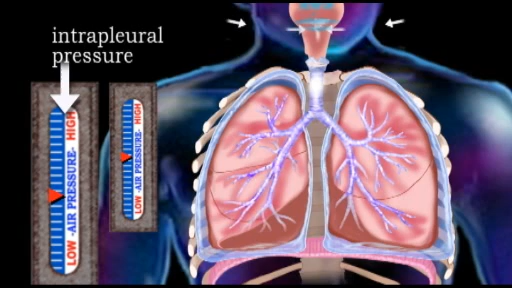 intrapleural
pressure
LOW -AIR PRESSURE- HIGH
LOW -AIR PRESSURE- HIGH